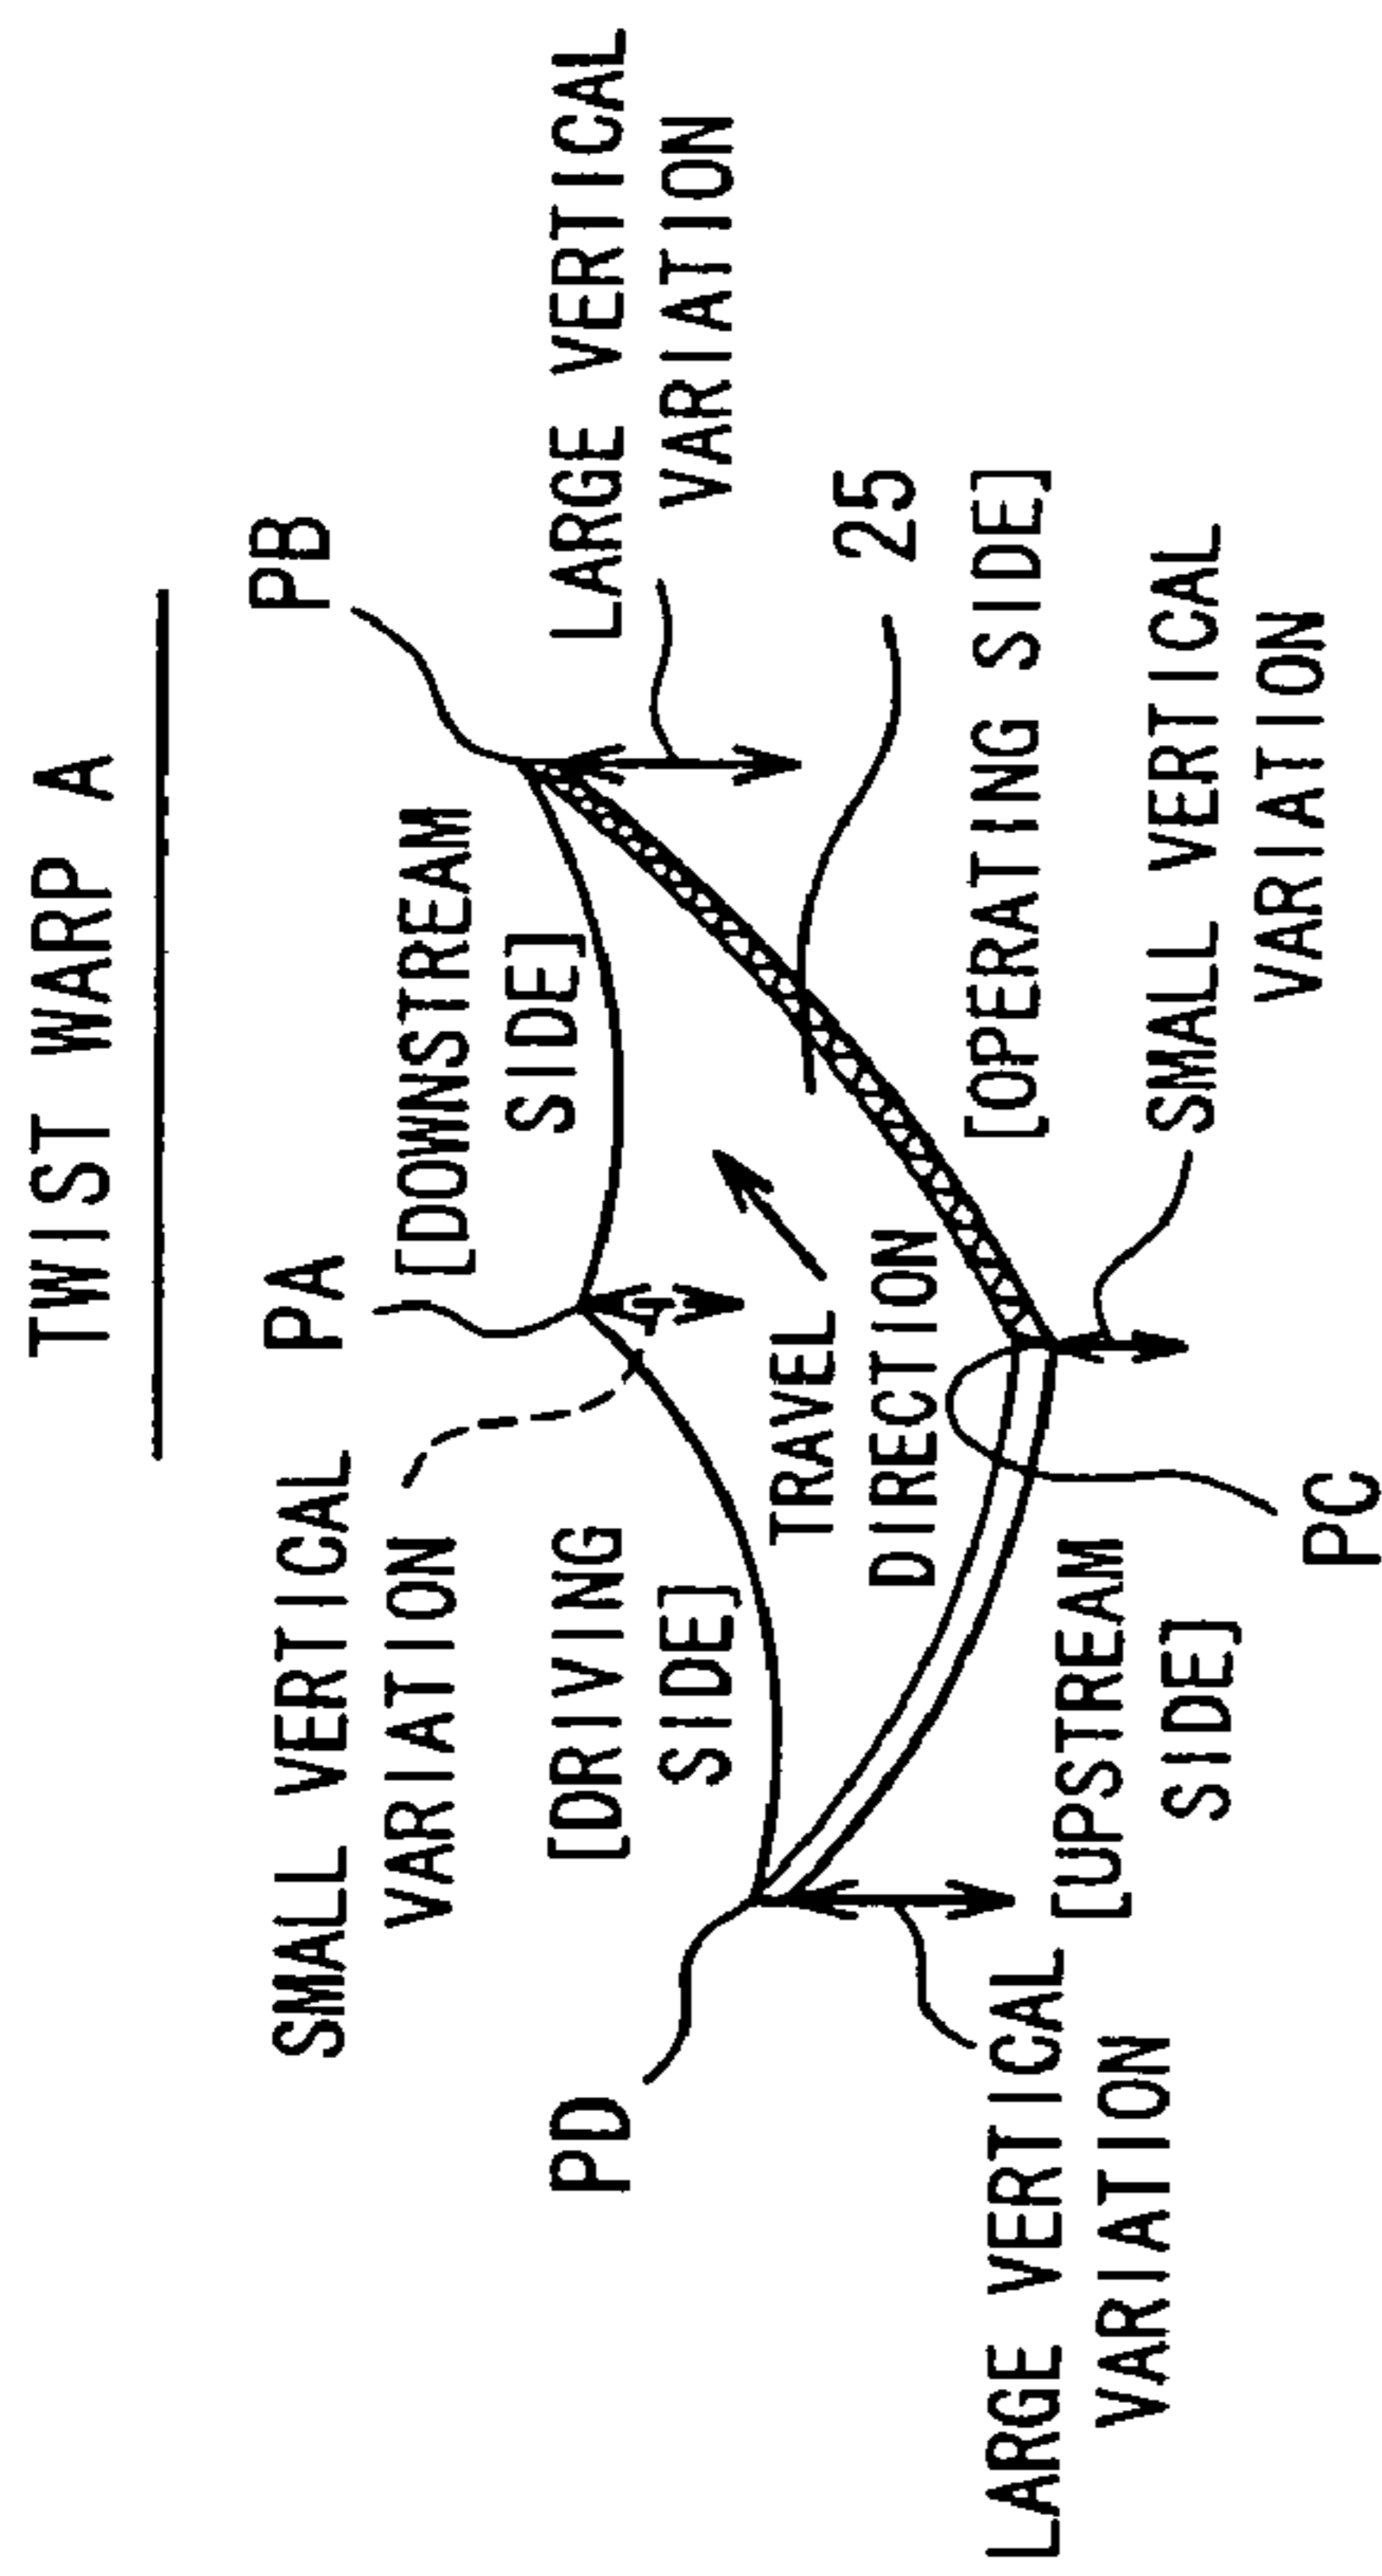 TWIST WARP A
PA
PB
SMALL VERTICAL
VARIATION
[DOWNSTREAM
SIDE]
LARGE VERTICAL
VARIATION
PD
[DRIVING
SIDE]
TRAVEL
DIRECTION
25
[OPERATING SIDE]
LARGE VERTICAL
VARIATION
[UPSTREAM
SIDE]
SMALL VERTICAL
VARIATION
PC